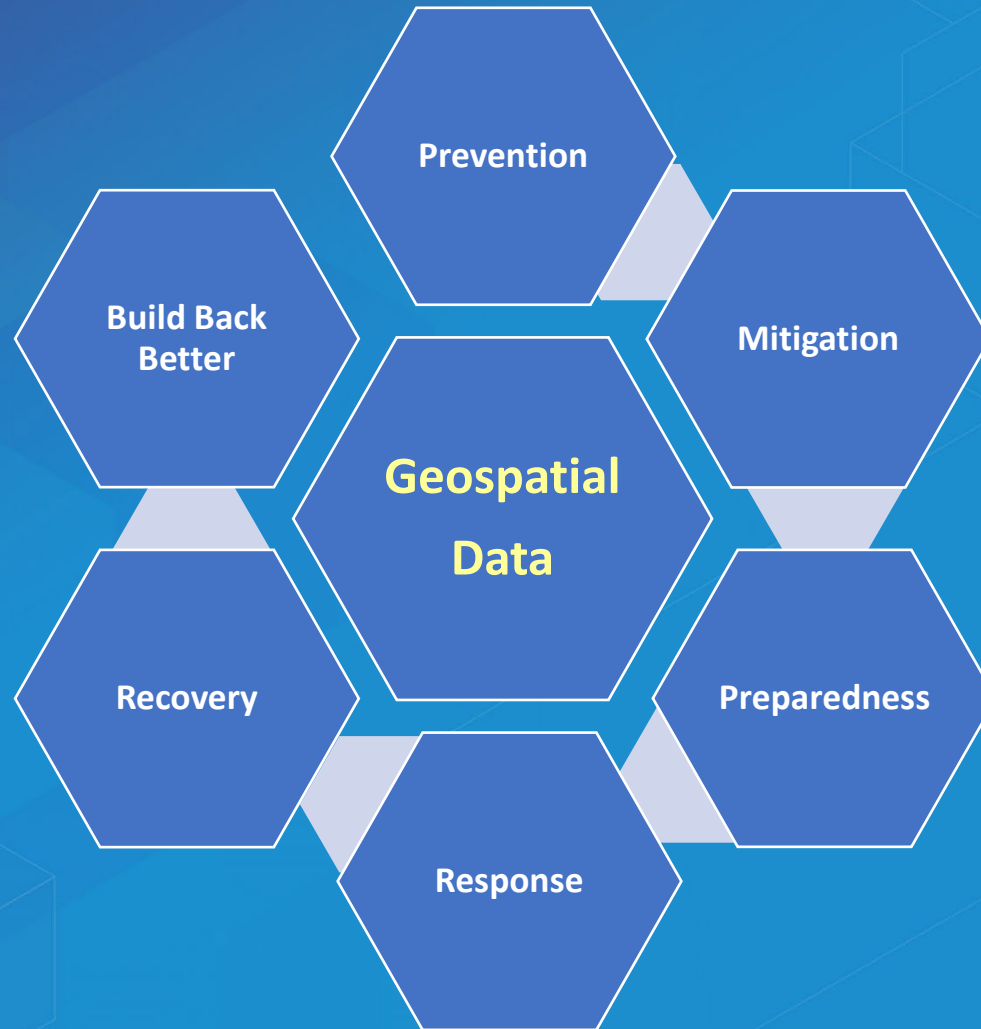 Prevention
Mitigation
Preparedness
Response
Recovery
Build Back
Better
Geospatial
Data